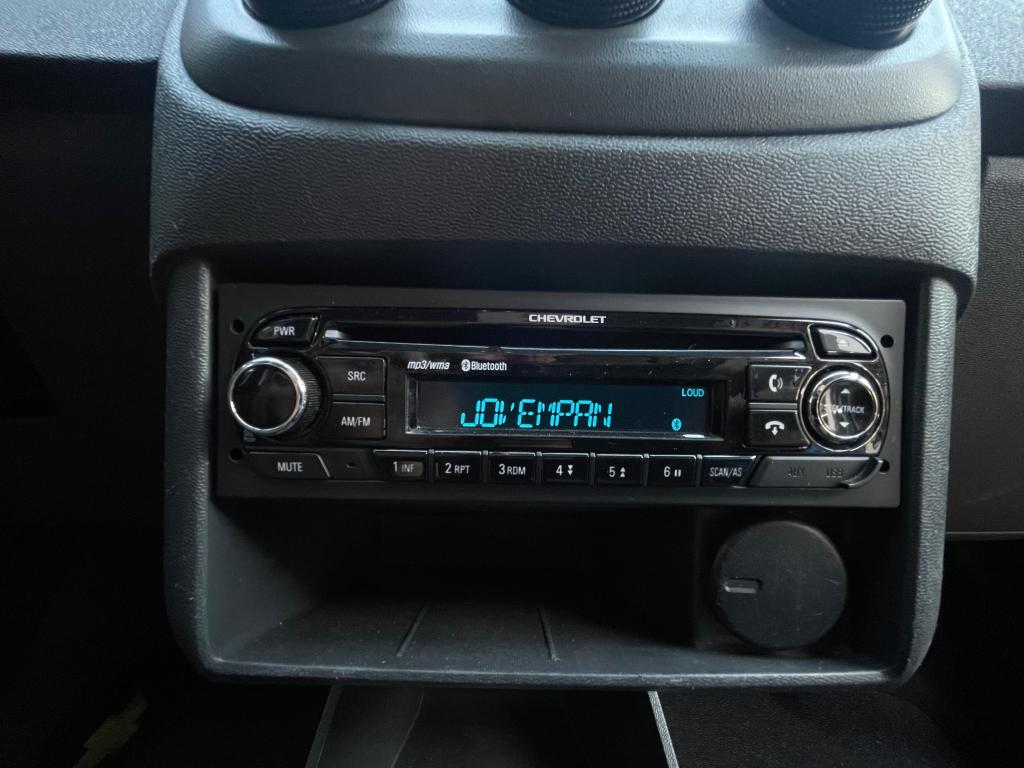 CHEVROLET
PWR
mp3/wma Bluetooth
SRC
LOUD
AM/FM
JOVEMPAN
MUTE
1 INF 2 RPT 3 RDM 4 5 6 SCAN/AS
AUX USB